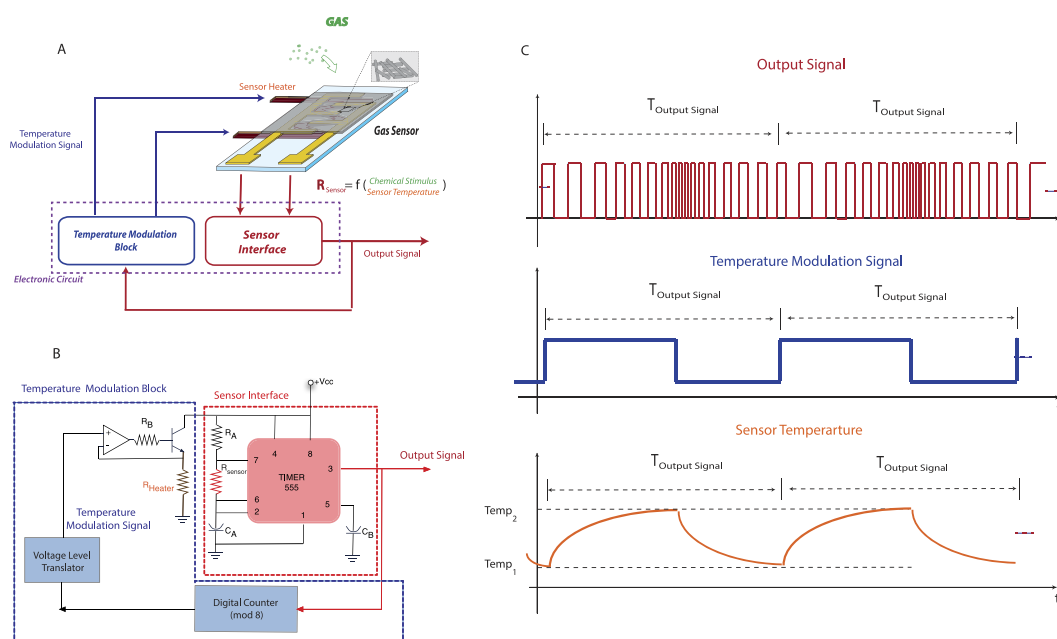 A
GAS
Sensor Heater
Gas Sensor
Temperature
Modulation Signal
R Sensor = f ( Chemical Stimulus
Sensor Temperature )
Temperature Modulation
Block
Sensor
Interface
Output Signal
Electronic Circuit
B
Temperature Modulation Block
Sensor Interface
+Vcc
RB
+
-
RA
4
8
7
Rsensor
TIMER
555
3
Output Signal
RHeater
6
2
5
1
Temperature
Modulation Signal
CA
CB
Voltage Level
Translator
Digital Counter
(mod 8)
C
Output Signal
TOutput Signal
TOutput Signal
Temperature Modulation Signal
TOutput Signal
TOutput Signal
Sensor Temperarture
TOutput Signal
TOutput Signal
Temp2
Temp1
t